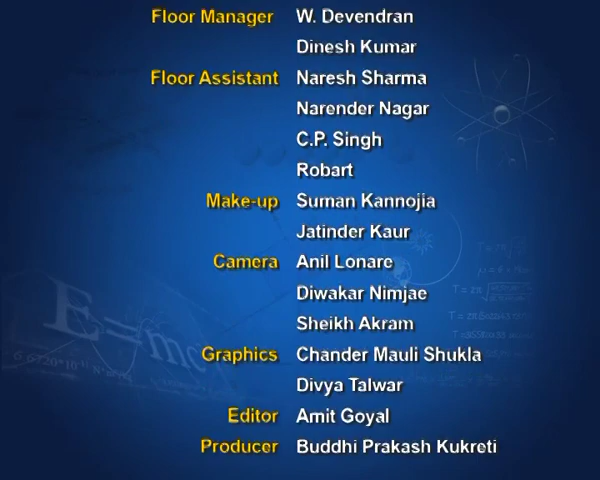 Floor Manager W. Devendran
Dinesh Kumar
Floor Assistant Naresh Sharma
Narender Nagar
C.P. Singh
Robart
Make-up Suman Kannojia
Jatinder Kaur
Camera Anil Lonare
Diwakar Nimjae
Sheikh Akram
Graphics Chander Mauli Shukla
Divya Talwar
Editor Amit Goyal
Producer Buddhi Prakash Kukreti
E=mc